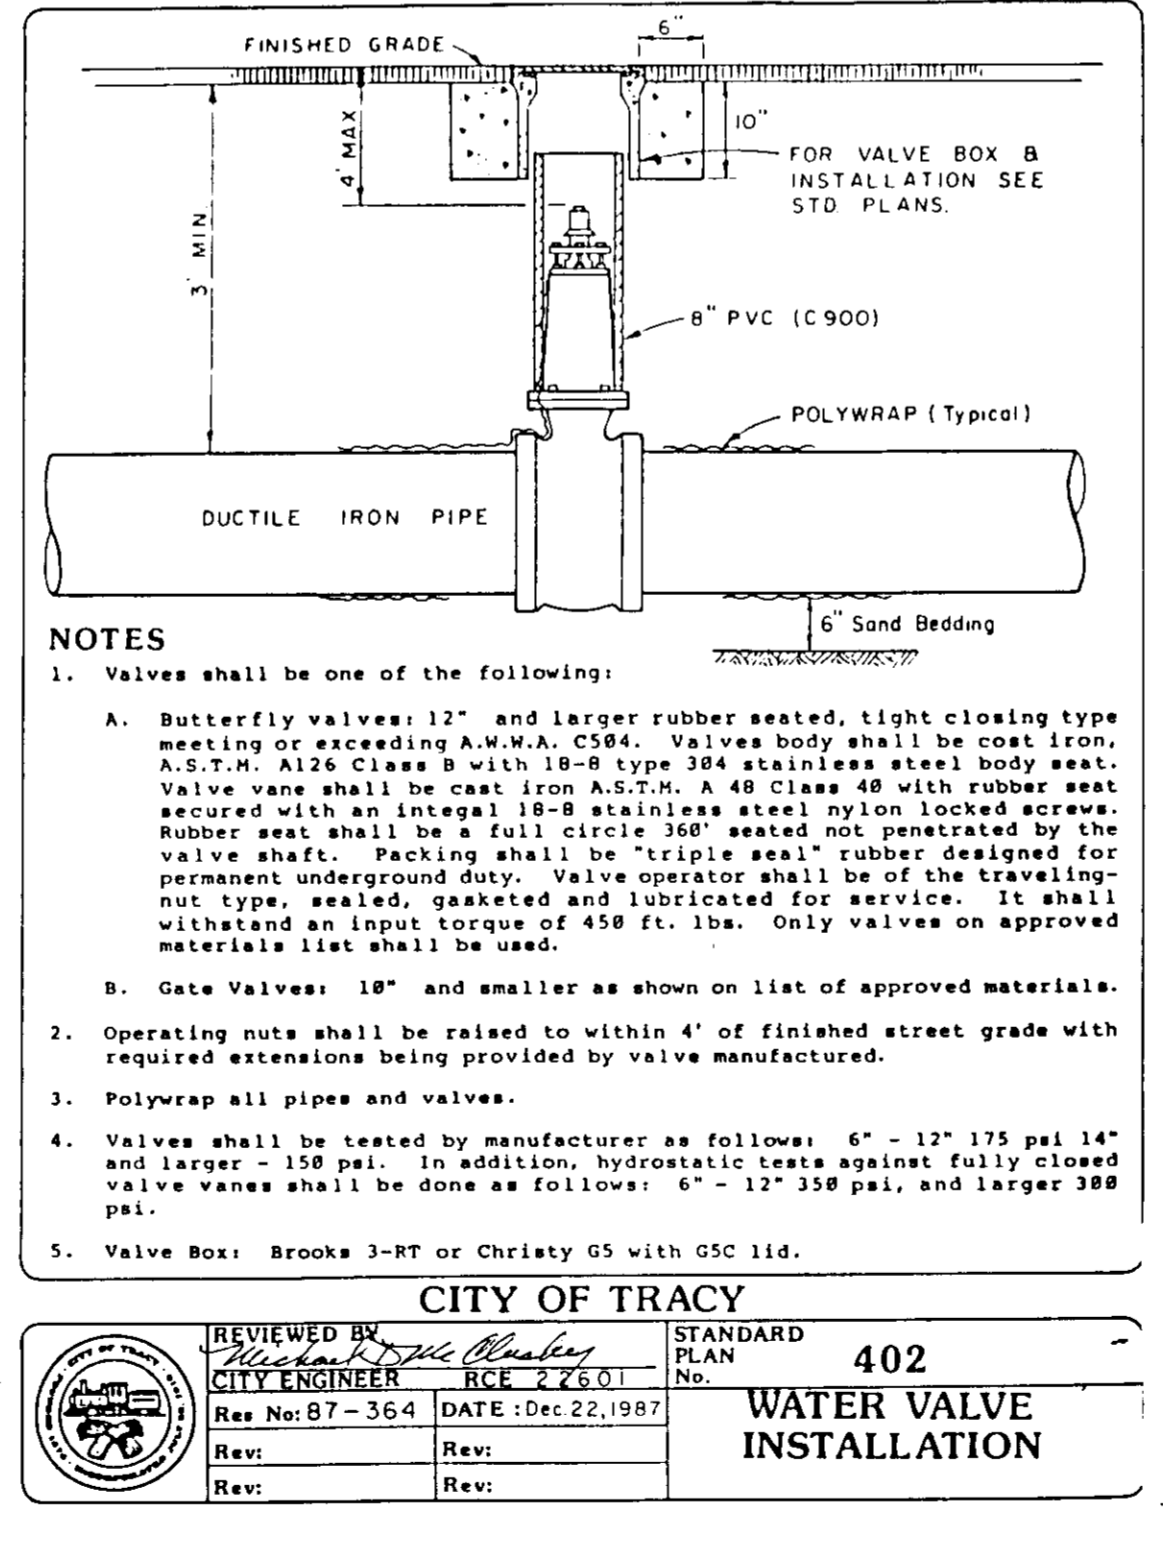 6"
FINISHED GRADE
4' MAX
10"
FOR VALVE BOX &
INSTALLATION SEE
STD. PLANS.
3' MIN.
8" PVC (C900)
POLYWRAP (Typical)
DUCTILE IRON PIPE
6" Sand Bedding
NOTES
1. Valves shall be one of the following:
A. Butterfly valves: 12" and larger rubber seated, tight closing type
meeting or exceeding A.W.W.A. C504. Valves body shall be cost iron,
A.S.T.M. A126 Class B with 18-8 type 304 stainless steel body seat.
Valve vane shall be cast iron A.S.T.M. A 48 Class 40 with rubber seat
secured with an integal 18-8 stainless steel nylon locked screws.
Rubber seat shall be a full circle 360' seated not penetrated by the
valve shaft. Packing shall be "triple seal" rubber designed for
permanent underground duty. Valve operator shall be of the traveling-
nut type, sealed, gasketed and lubricated for service. It shall
withstand an input torque of 450 ft. lbs. Only valves on approved
materials list shall be used.
B. Gate Valves: 10" and smaller as shown on list of approved materials.
2. Operating nuts shall be raised to within 4' of finished street grade with
required extensions being provided by valve manufactured.
3. Polywrap all pipes and valves.
4. Valves shall be tested by manufacturer as follows: 6" - 12" 175 psi 14"
and larger - 150 psi. In addition, hydrostatic tests against fully closed
valve vanes shall be done as follows: 6" - 12" 350 psi, and larger 300
psi.
5. Valve Box: Brooks 3-RT or Christy G5 with G5C lid.
CITY OF TRACY
CITY OF TRACY
INCORPORATED
REVIEWED BY
Michael D Mc Cluskey
CITY ENGINEER RCE 22601
Res No: 87-364 DATE: Dec. 22, 1987
Rev: Rev:
Rev: Rev:
STANDARD
PLAN
No. 402
WATER VALVE
INSTALLATION